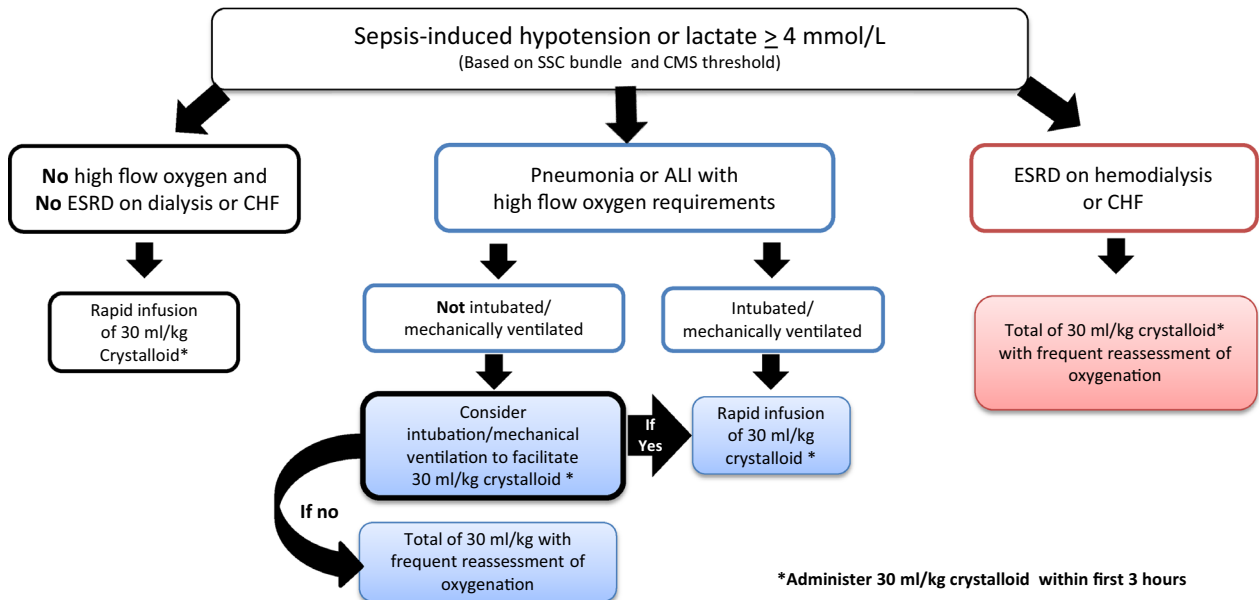 Sepsis-induced hypotension or lactate ≥ 4 mmol/L
(Based on SSC bundle and CMS threshold)
No high flow oxygen and
No ESRD on dialysis or CHF
Pneumonia or ALI with
high flow oxygen requirements
ESRD on hemodialysis
or CHF
Rapid infusion
of 30 ml/kg
Crystalloid*
Not intubated/
mechanically ventilated
Intubated/
mechanically ventilated
Total of 30 ml/kg crystalloid*
with frequent reassessment of
oxygenation
Consider
intubation/mechanical
ventilation to facilitate
30 ml/kg crystalloid *
If
Yes
Rapid infusion
of 30 ml/kg
crystalloid *
If no
Total of 30 ml/kg with
frequent reassessment of
oxygenation
*Administer 30 ml/kg crystalloid within first 3 hours